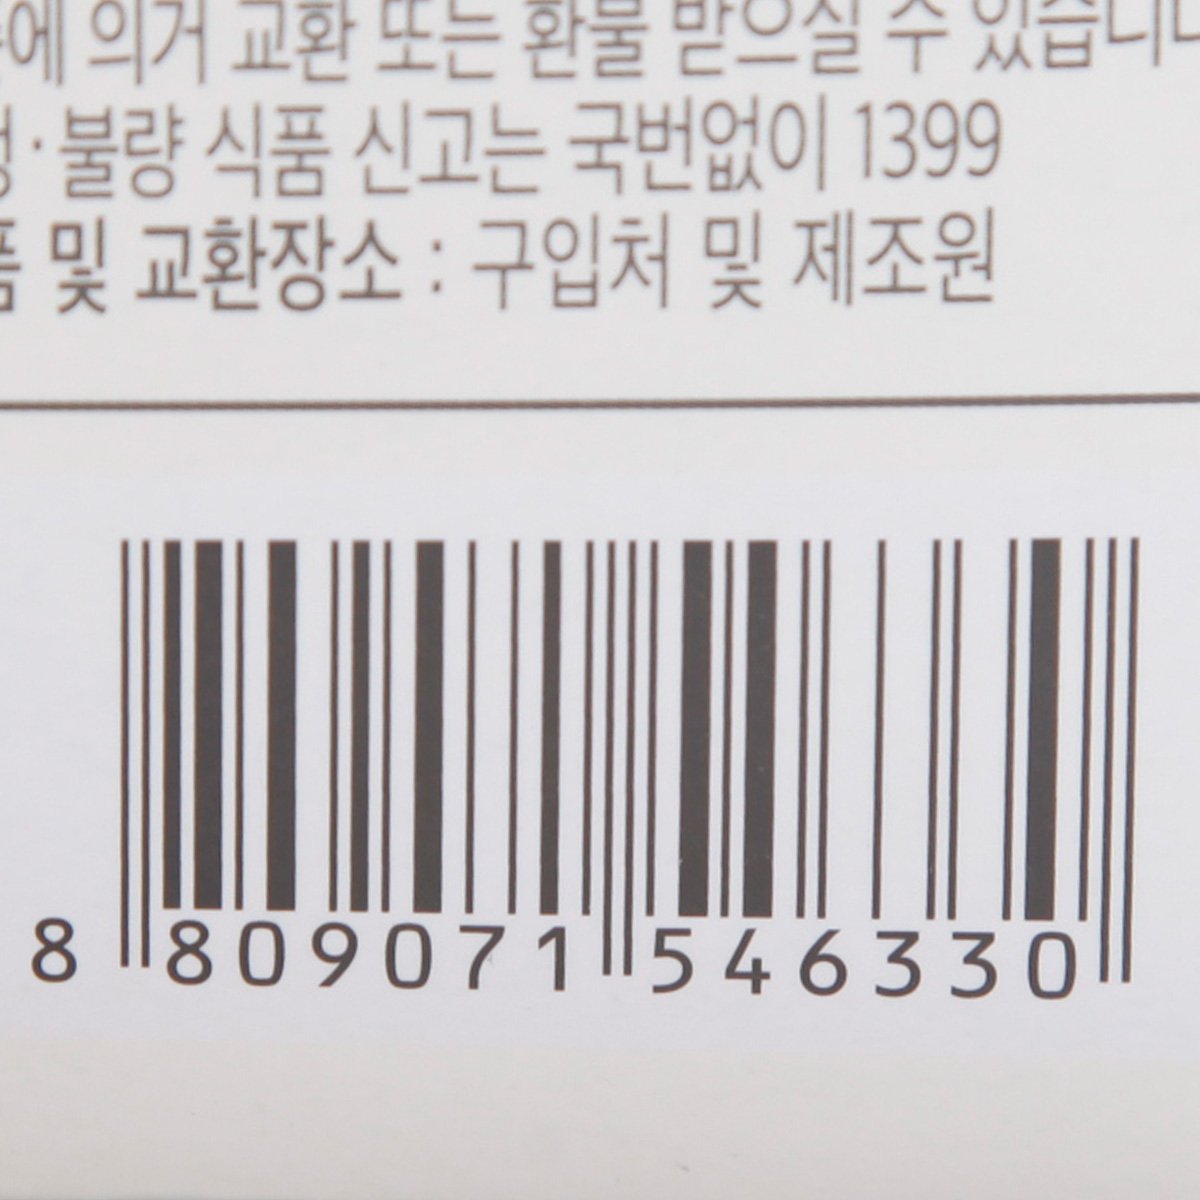 에 의거 교환 또는 환불 받으실 수 있습니다
· 불량 식품 신고는 국번없이 1399
및 교환장소 : 구입처 및 제조원
8 809071 546330